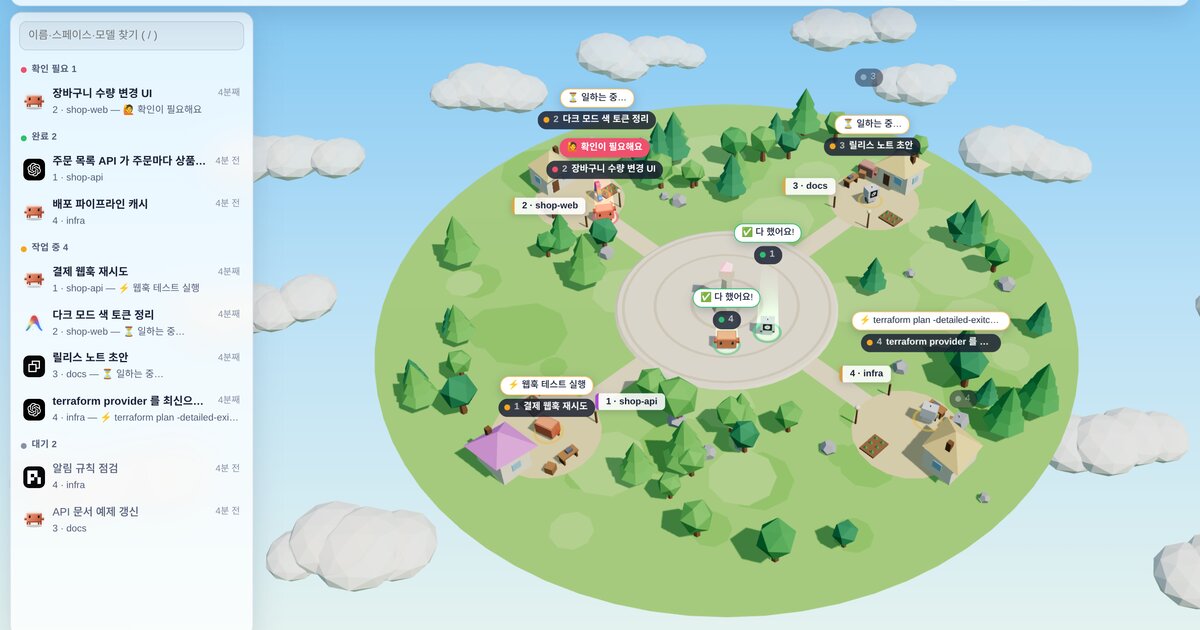 이름·스페이스·모델 찾기 ( / )
확인 필요 1
장바구니 수량 변경 UI
4분째
2 · shop-web — 🙋 확인이 필요해요
완료 2
주문 목록 API 가 주문마다 상품…
4분 전
1 · shop-api
배포 파이프라인 캐시
4분 전
4 · infra
작업 중 4
결제 웹훅 재시도
4분째
1 · shop-api — ⚡ 웹훅 테스트 실행
다크 모드 색 토큰 정리
4분째
2 · shop-web — ⏳ 일하는 중…
릴리스 노트 초안
4분째
3 · docs — ⏳ 일하는 중…
terraform provider 를 최신으…
4분째
4 · infra — ⚡ terraform plan -detailed-exi…
대기 2
알림 규칙 점검
4분 전
4 · infra
API 문서 예제 갱신
4분 전
3 · docs
3
⏳ 일하는 중…
2 다크 모드 색 토큰 정리
🙋 확인이 필요해요
2 장바구니 수량 변경 UI
2 · shop-web
⏳ 일하는 중…
3 릴리스 노트 초안
3 · docs
✅ 다 했어요!
1
✅ 다 했어요!
4
⚡ terraform plan -detailed-exitc…
4 terraform provider 를 …
4 · infra
4
⚡ 웹훅 테스트 실행
1 결제 웹훅 재시도
1 · shop-api